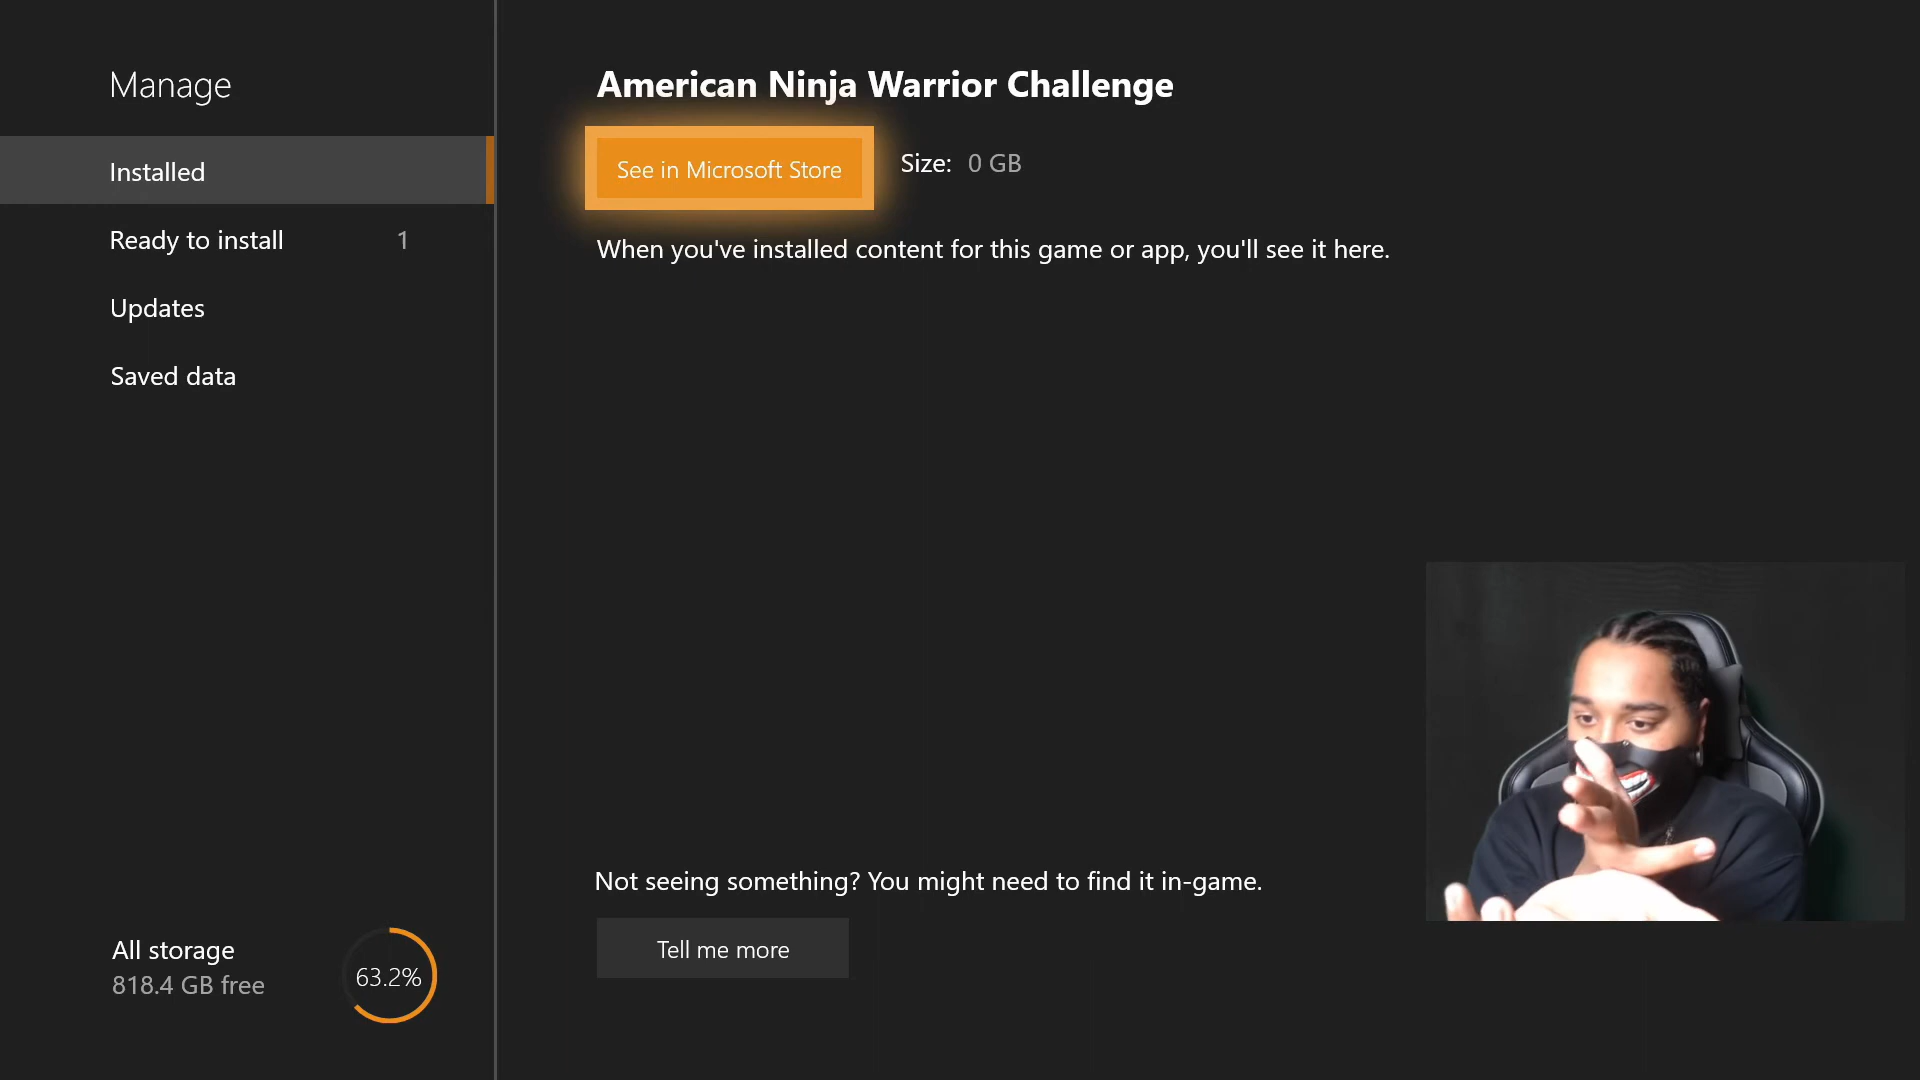 Manage
Installed
Ready to install 1
Updates
Saved data
All storage
818.4 GB free
63.2%
American Ninja Warrior Challenge
See in Microsoft Store
Size: 0 GB
When you've installed content for this game or app, you'll see it here.
Not seeing something? You might need to find it in-game.
Tell me more